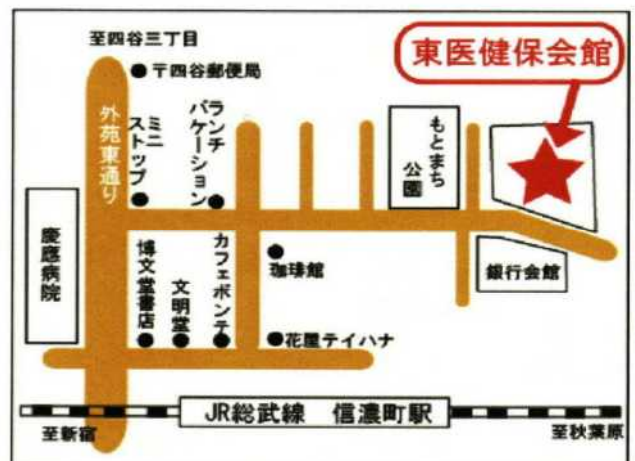 至四谷三丁目
●〒四谷郵便局
東医健保会館
外苑東通り
ミニ
ストップ
ランチ
バケーション
もとまち
公園
慶應病院
博文堂書店
文明堂
カフェボンテ
珈琲館
銀行会館
花屋テイハナ
JR総武線 信濃町駅
至新宿
至秋葉原